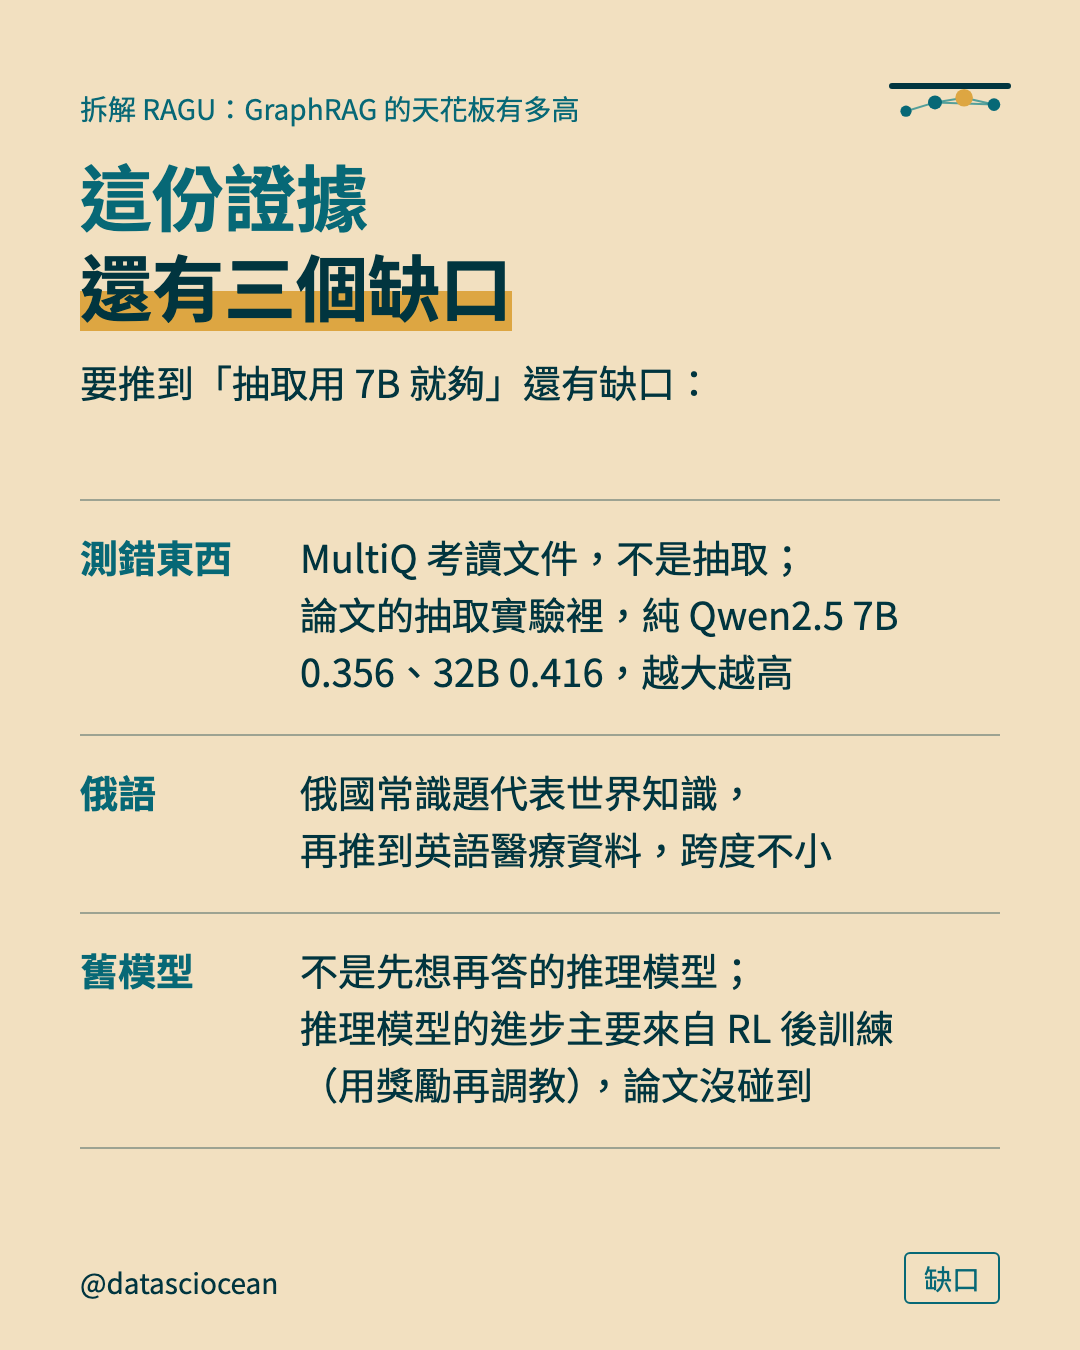 拆解 RAGU：GraphRAG 的天花板有多高
這份證據
還有三個缺口
要推到「抽取用 7B 就夠」還有缺口：
測錯東西
MultiQ 考讀文件，不是抽取；
論文的抽取實驗裡，純 Qwen2.5 7B
0.356、32B 0.416，越大越高
俄語
俄國常識題代表世界知識，
再推到英語醫療資料，跨度不小
舊模型
不是先想再答的推理模型；
推理模型的進步主要來自 RL 後訓練
（用獎勵再調教），論文沒碰到
@datasciocean
缺口